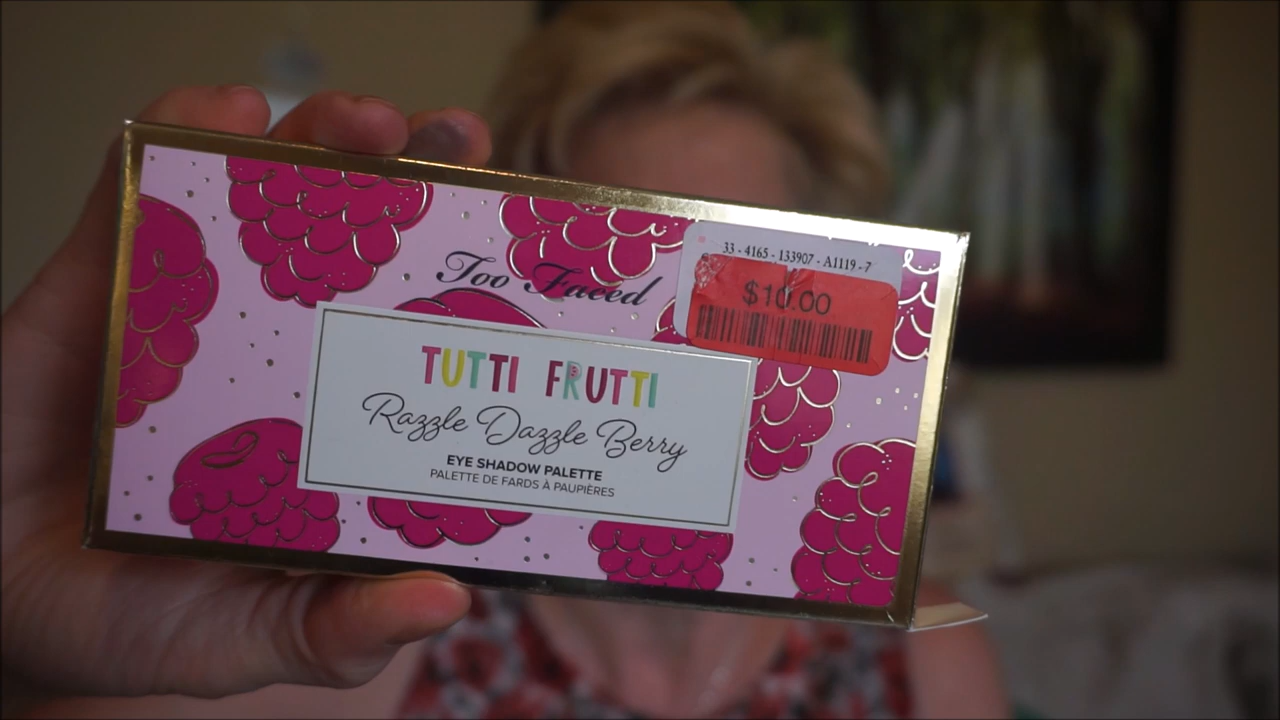 Too Faced
33 - 4165 - 133907 - A1119 - 7
$10.00
TUTTI FRUTTI
Razzle Dazzle Berry
EYE SHADOW PALETTE
PALETTE DE FARDS À PAUPIÈRES